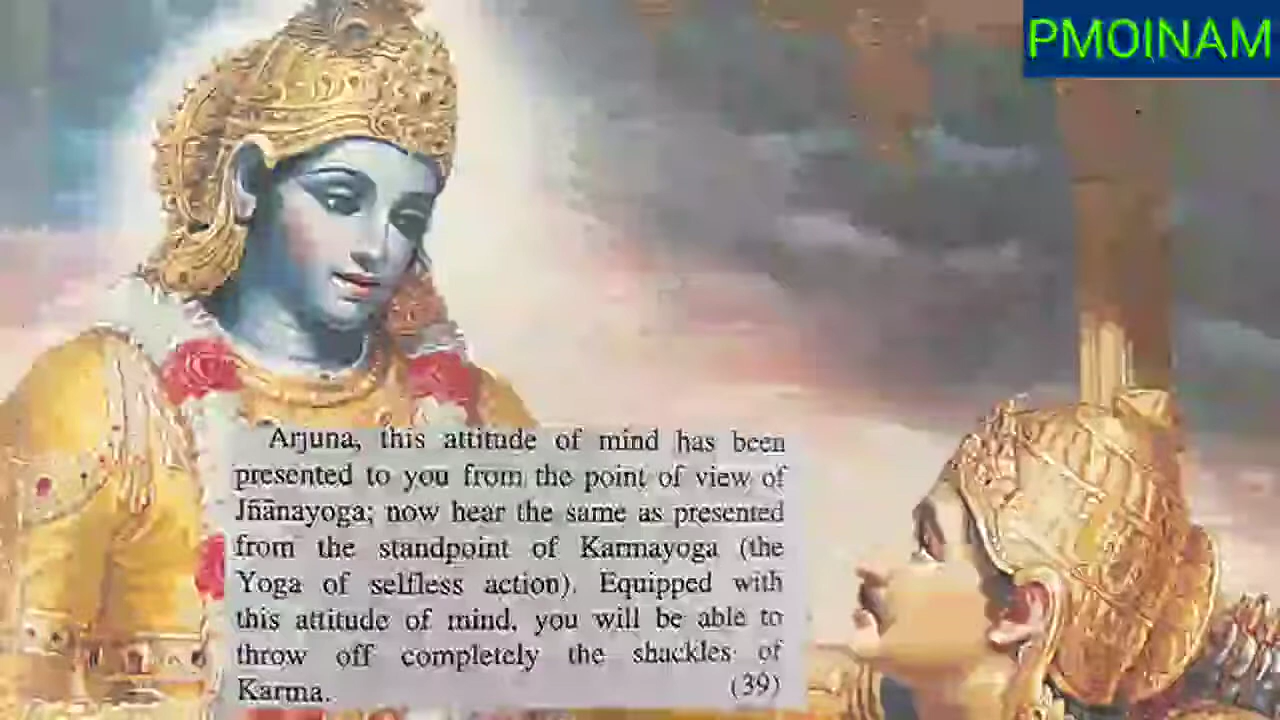 PMOINAM
Arjuna, this attitude of mind has been
presented to you from the point of view of
Jñānayoga; now hear the same as presented
from the standpoint of Karmayoga (the
Yoga of selfless action). Equipped with
this attitude of mind, you will be able to
throw off completely the shackles of
Karma. (39)